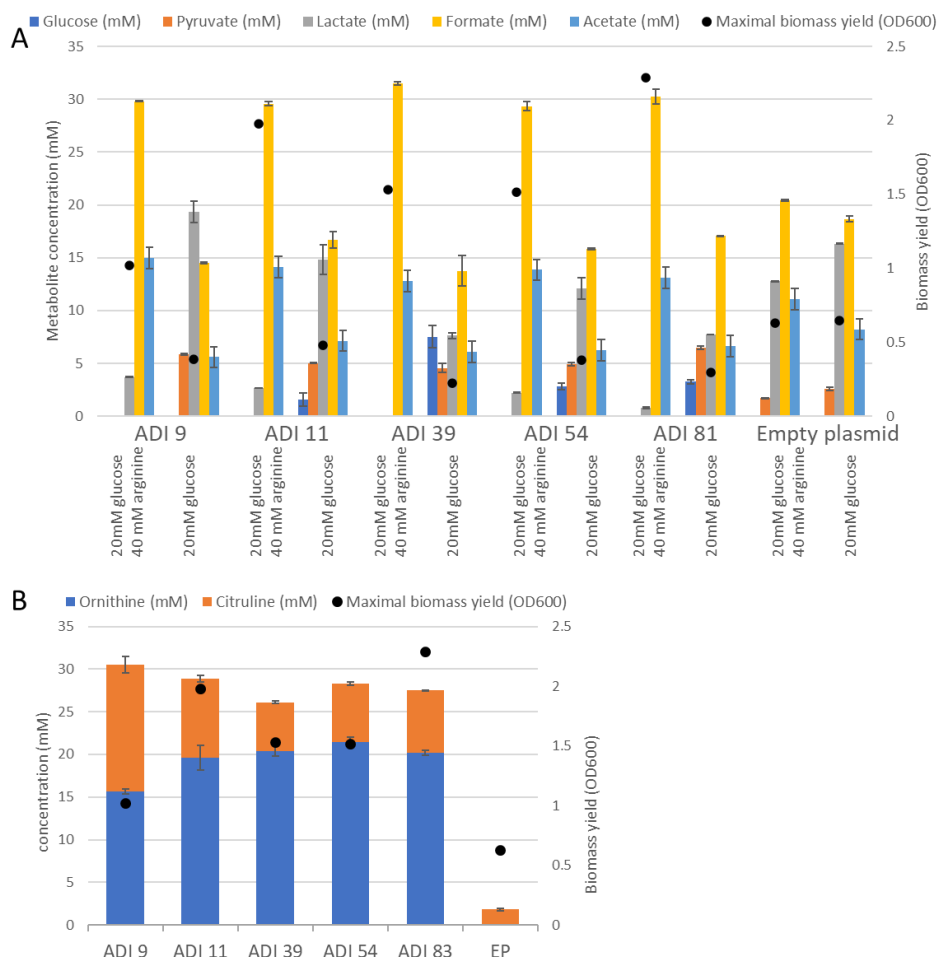 Glucose (mM) Pyruvate (mM) Lactate (mM) Formate (mM) Acetate (mM) Maximal biomass yield (OD600)
A
35
30
25
20
15
10
5
0
Metabolite concentration (mM)
2.5
2
1.5
1
0.5
0
Biomass yield (OD600)
ADI 9 ADI 11 ADI 39 ADI 54 ADI 81 Empty plasmid
20mM glucose
40 mM arginine
20mM glucose
20mM glucose
40 mM arginine
20mM glucose
20mM glucose
40 mM arginine
20mM glucose
20mM glucose
40 mM arginine
20mM glucose
20mM glucose
40 mM arginine
20mM glucose
20mM glucose
40 mM arginine
20mM glucose
B
Ornithine (mM) Citruline (mM) Maximal biomass yield (OD600)
35
30
25
20
15
10
5
0
concentration (mM)
2.5
2
1.5
1
0.5
0
Biomass yield (OD600)
ADI 9 ADI 11 ADI 39 ADI 54 ADI 83 EP